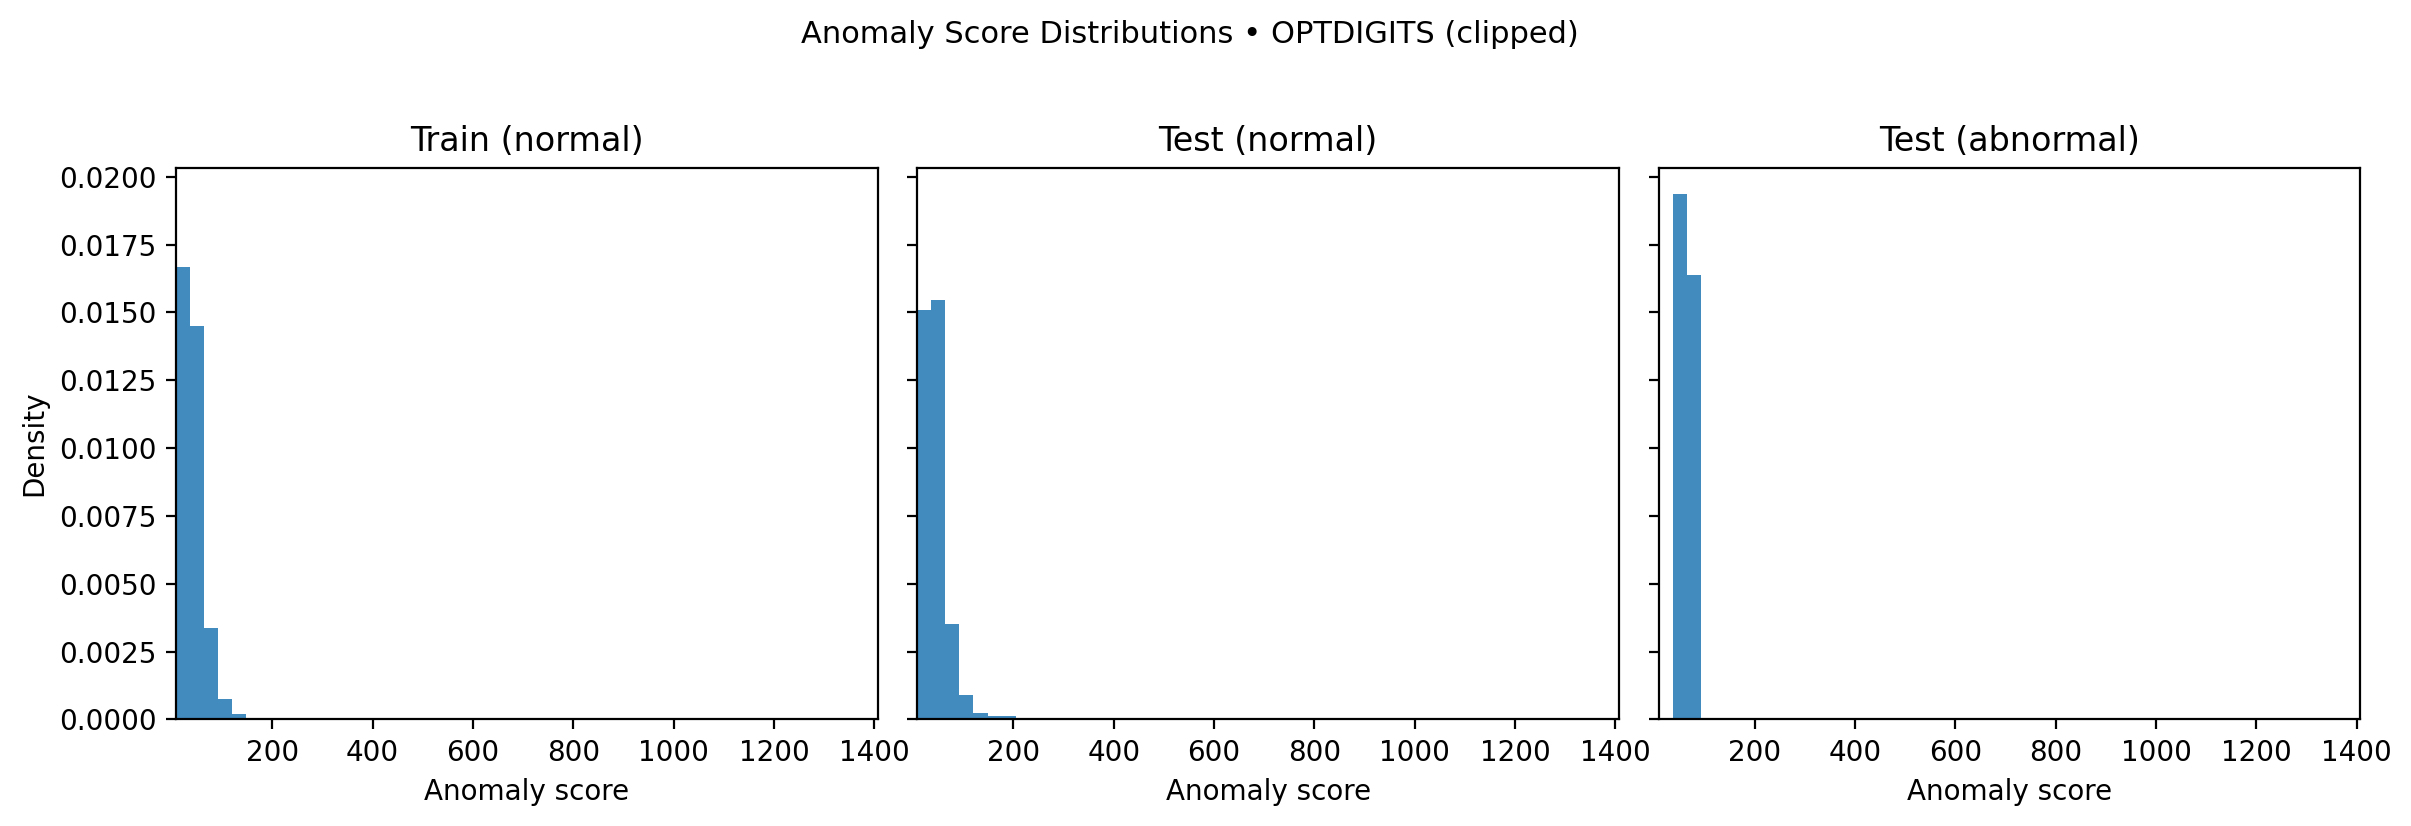 Anomaly Score Distributions • OPTDIGITS (clipped)
Train (normal)
Test (normal)
Test (abnormal)
0.0200
0.0175
0.0150
0.0125
0.0100
0.0075
0.0050
0.0025
0.0000
Density
200 400 600 800 1000 1200 1400
200 400 600 800 1000 1200 1400
200 400 600 800 1000 1200 1400
Anomaly score
Anomaly score
Anomaly score